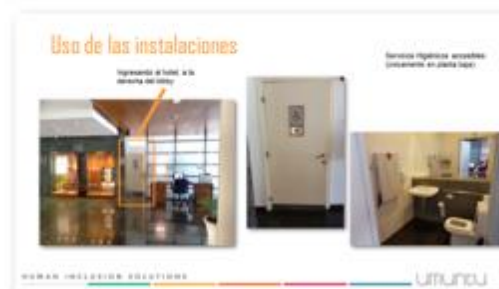 Uso de las instalaciones
Ingresando al hotel, a la
derecha del lobby
Servicios Higiénicos accesibles
(únicamente en planta baja)
HUMAN INCLUSION SOLUTIONS
umuntu